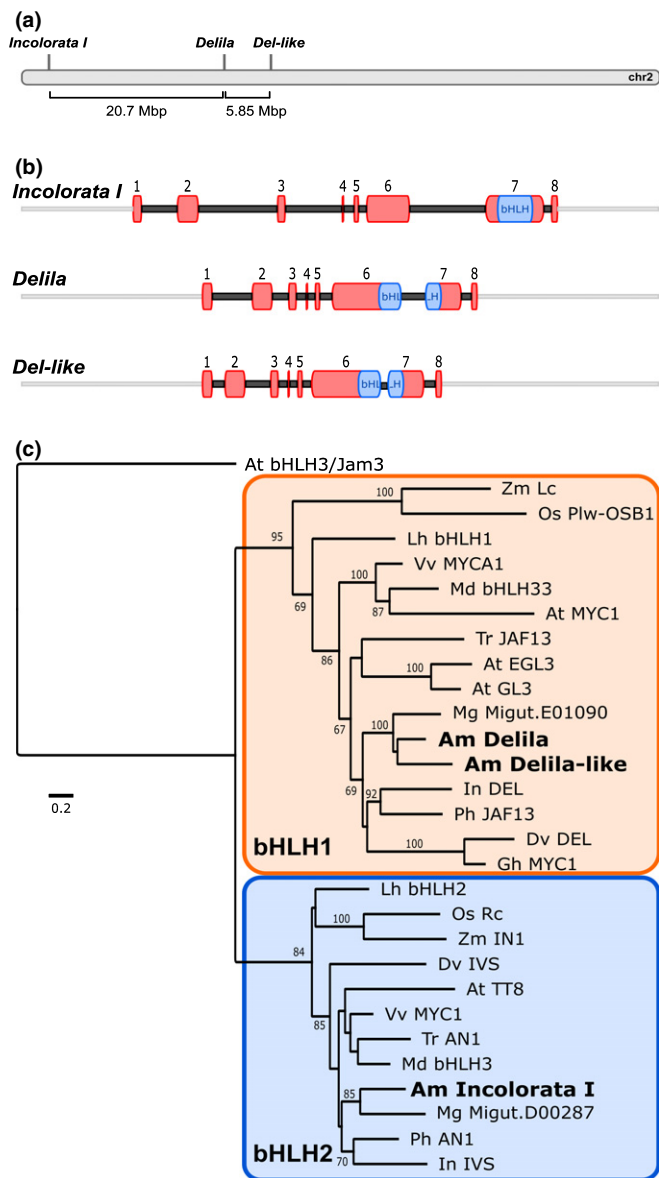 (a)
Incolorata I Delila Del-like
chr2
20.7 Mbp 5.85 Mbp
(b)
Incolorata I
1 2 3 4 5 6 7 8
bHLH
Delila
1 2 3 4 5 6 7 8
bHL LH
Del-like
1 2 3 4 5 6 7 8
bHL LH
(c)
At bHLH3/Jam3
100 Zm Lc
Os Plw-OSB1
95
Lh bHLH1
Vv MYCA1
100
Md bHLH33
69
87
At MYC1
Tr JAF13
86
At EGL3
100
At GL3
Mg Migut.E01090
67
100
Am Delila
Am Delila-like
69
In DEL
92
Ph JAF13
0.2
Dv DEL
100
bHLH1
Gh MYC1
Lh bHLH2
Os Rc
100
Zm IN1
84
Dv IVS
At TT8
Vv MYC1
85
Tr AN1
Md bHLH3
85 Am Incolorata I
Mg Migut.D00287
Ph AN1
bHLH2
70
In IVS